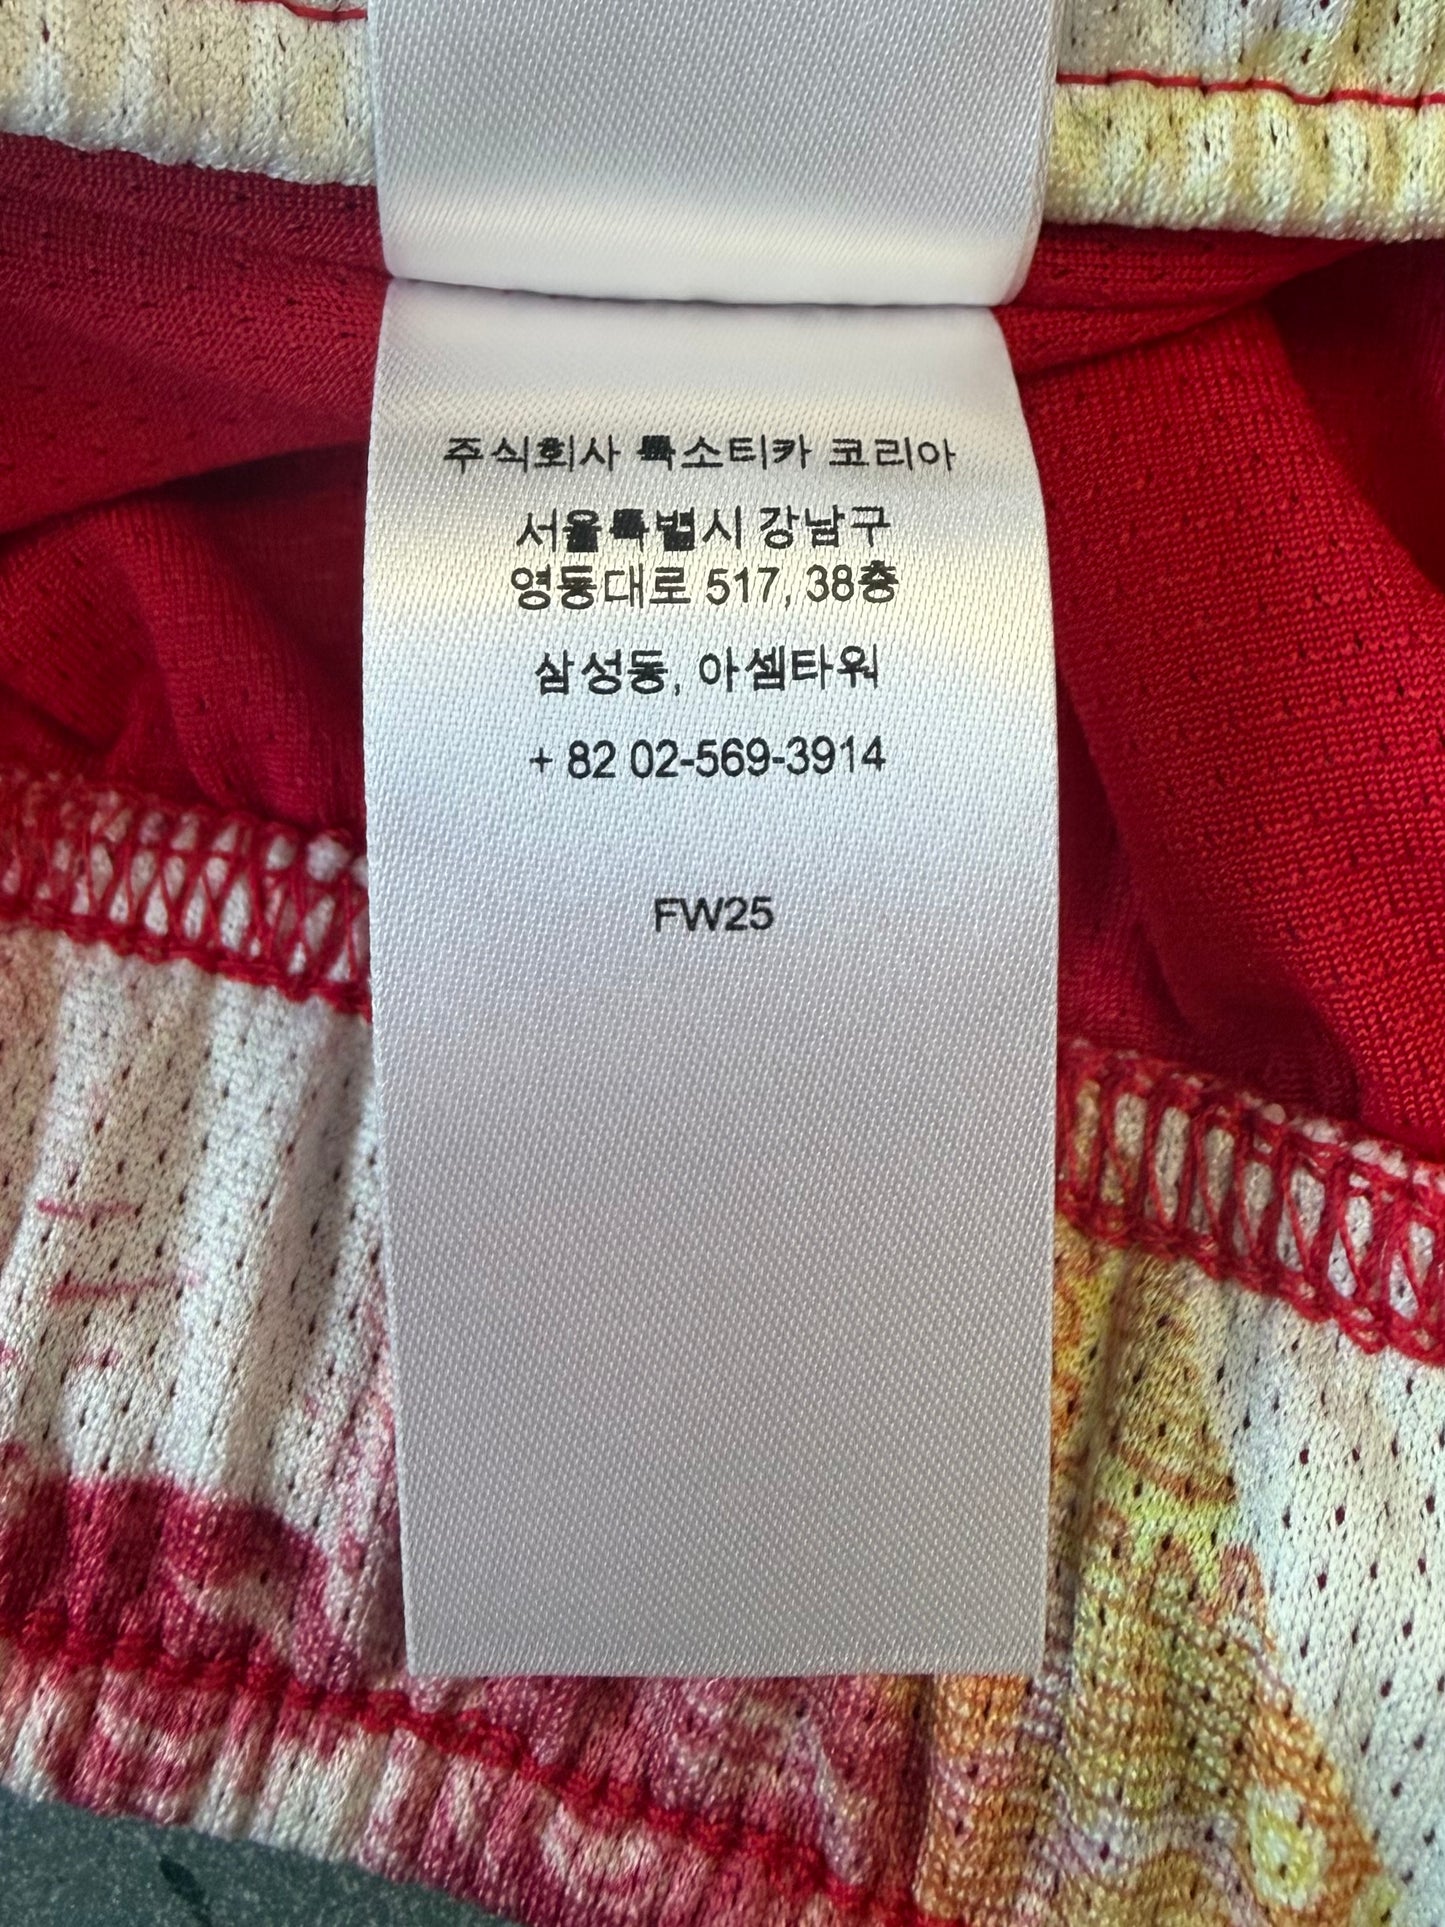 주식회사 특소티카 코리아
서울특별시 강남구
영동대로 517, 38층
삼성동, 아셈타워
+ 82 02-569-3914
FW25